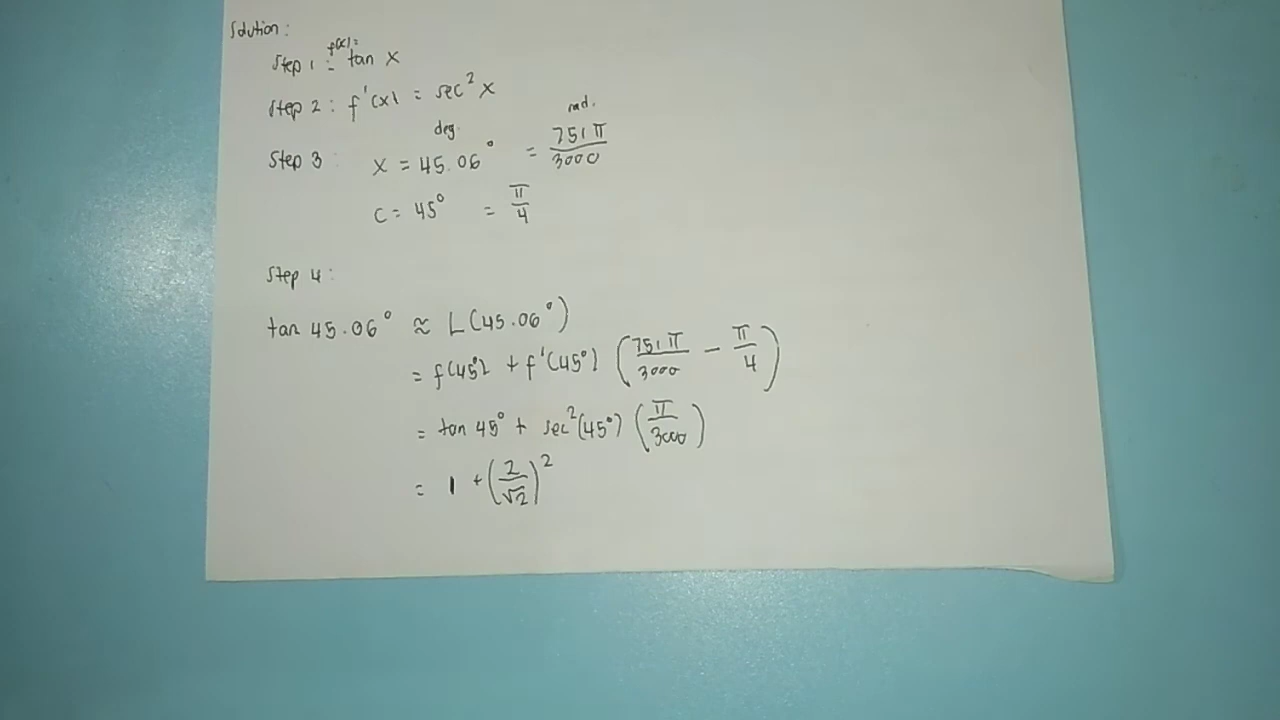 Solution:
f(x)=
Step 1: tan x
Step 2: f'(x) = sec² x
deg. rad.
Step 3 x = 45.06° = 751π/3000
c = 45° = π/4
Step 4:
tan 45.06° ≈ L(45.06°)
= f(45°) + f'(45°) (751π/3000 − π/4)
= tan 45° + sec²(45°) (π/3000)
= 1 + (2/√2)²